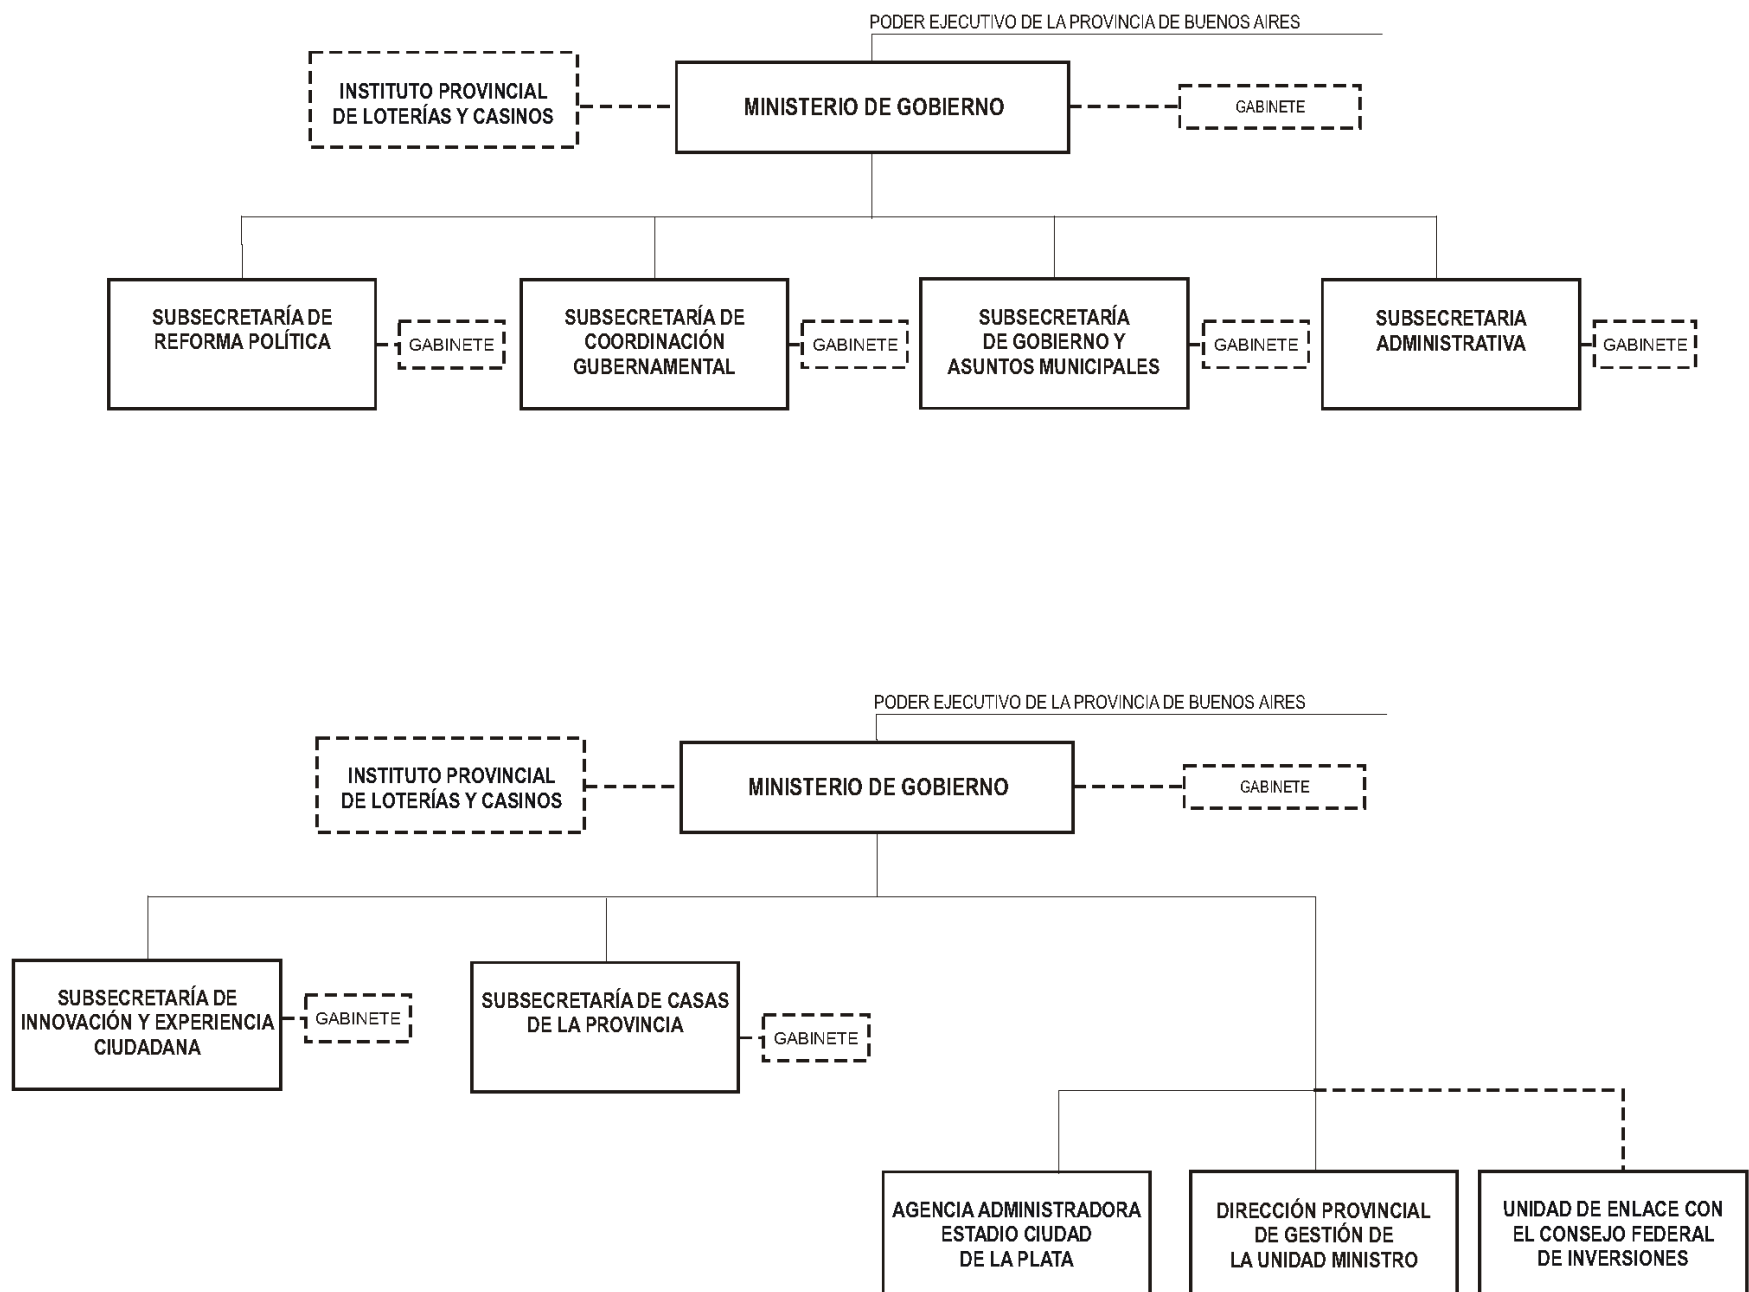 PODER EJECUTIVO DE LA PROVINCIA DE BUENOS AIRES
INSTITUTO PROVINCIAL
DE LOTERÍAS Y CASINOS
MINISTERIO DE GOBIERNO
GABINETE
SUBSECRETARÍA DE
REFORMA POLÍTICA
GABINETE
SUBSECRETARÍA DE
COORDINACIÓN
GUBERNAMENTAL
GABINETE
SUBSECRETARÍA
DE GOBIERNO Y
ASUNTOS MUNICIPALES
GABINETE
SUBSECRETARIA
ADMINISTRATIVA
GABINETE
PODER EJECUTIVO DE LA PROVINCIA DE BUENOS AIRES
INSTITUTO PROVINCIAL
DE LOTERÍAS Y CASINOS
MINISTERIO DE GOBIERNO
GABINETE
SUBSECRETARÍA DE
INNOVACIÓN Y EXPERIENCIA
CIUDADANA
GABINETE
SUBSECRETARÍA DE CASAS
DE LA PROVINCIA
GABINETE
AGENCIA ADMINISTRADORA
ESTADIO CIUDAD
DE LA PLATA
DIRECCIÓN PROVINCIAL
DE GESTIÓN DE
LA UNIDAD MINISTRO
UNIDAD DE ENLACE CON
EL CONSEJO FEDERAL
DE INVERSIONES